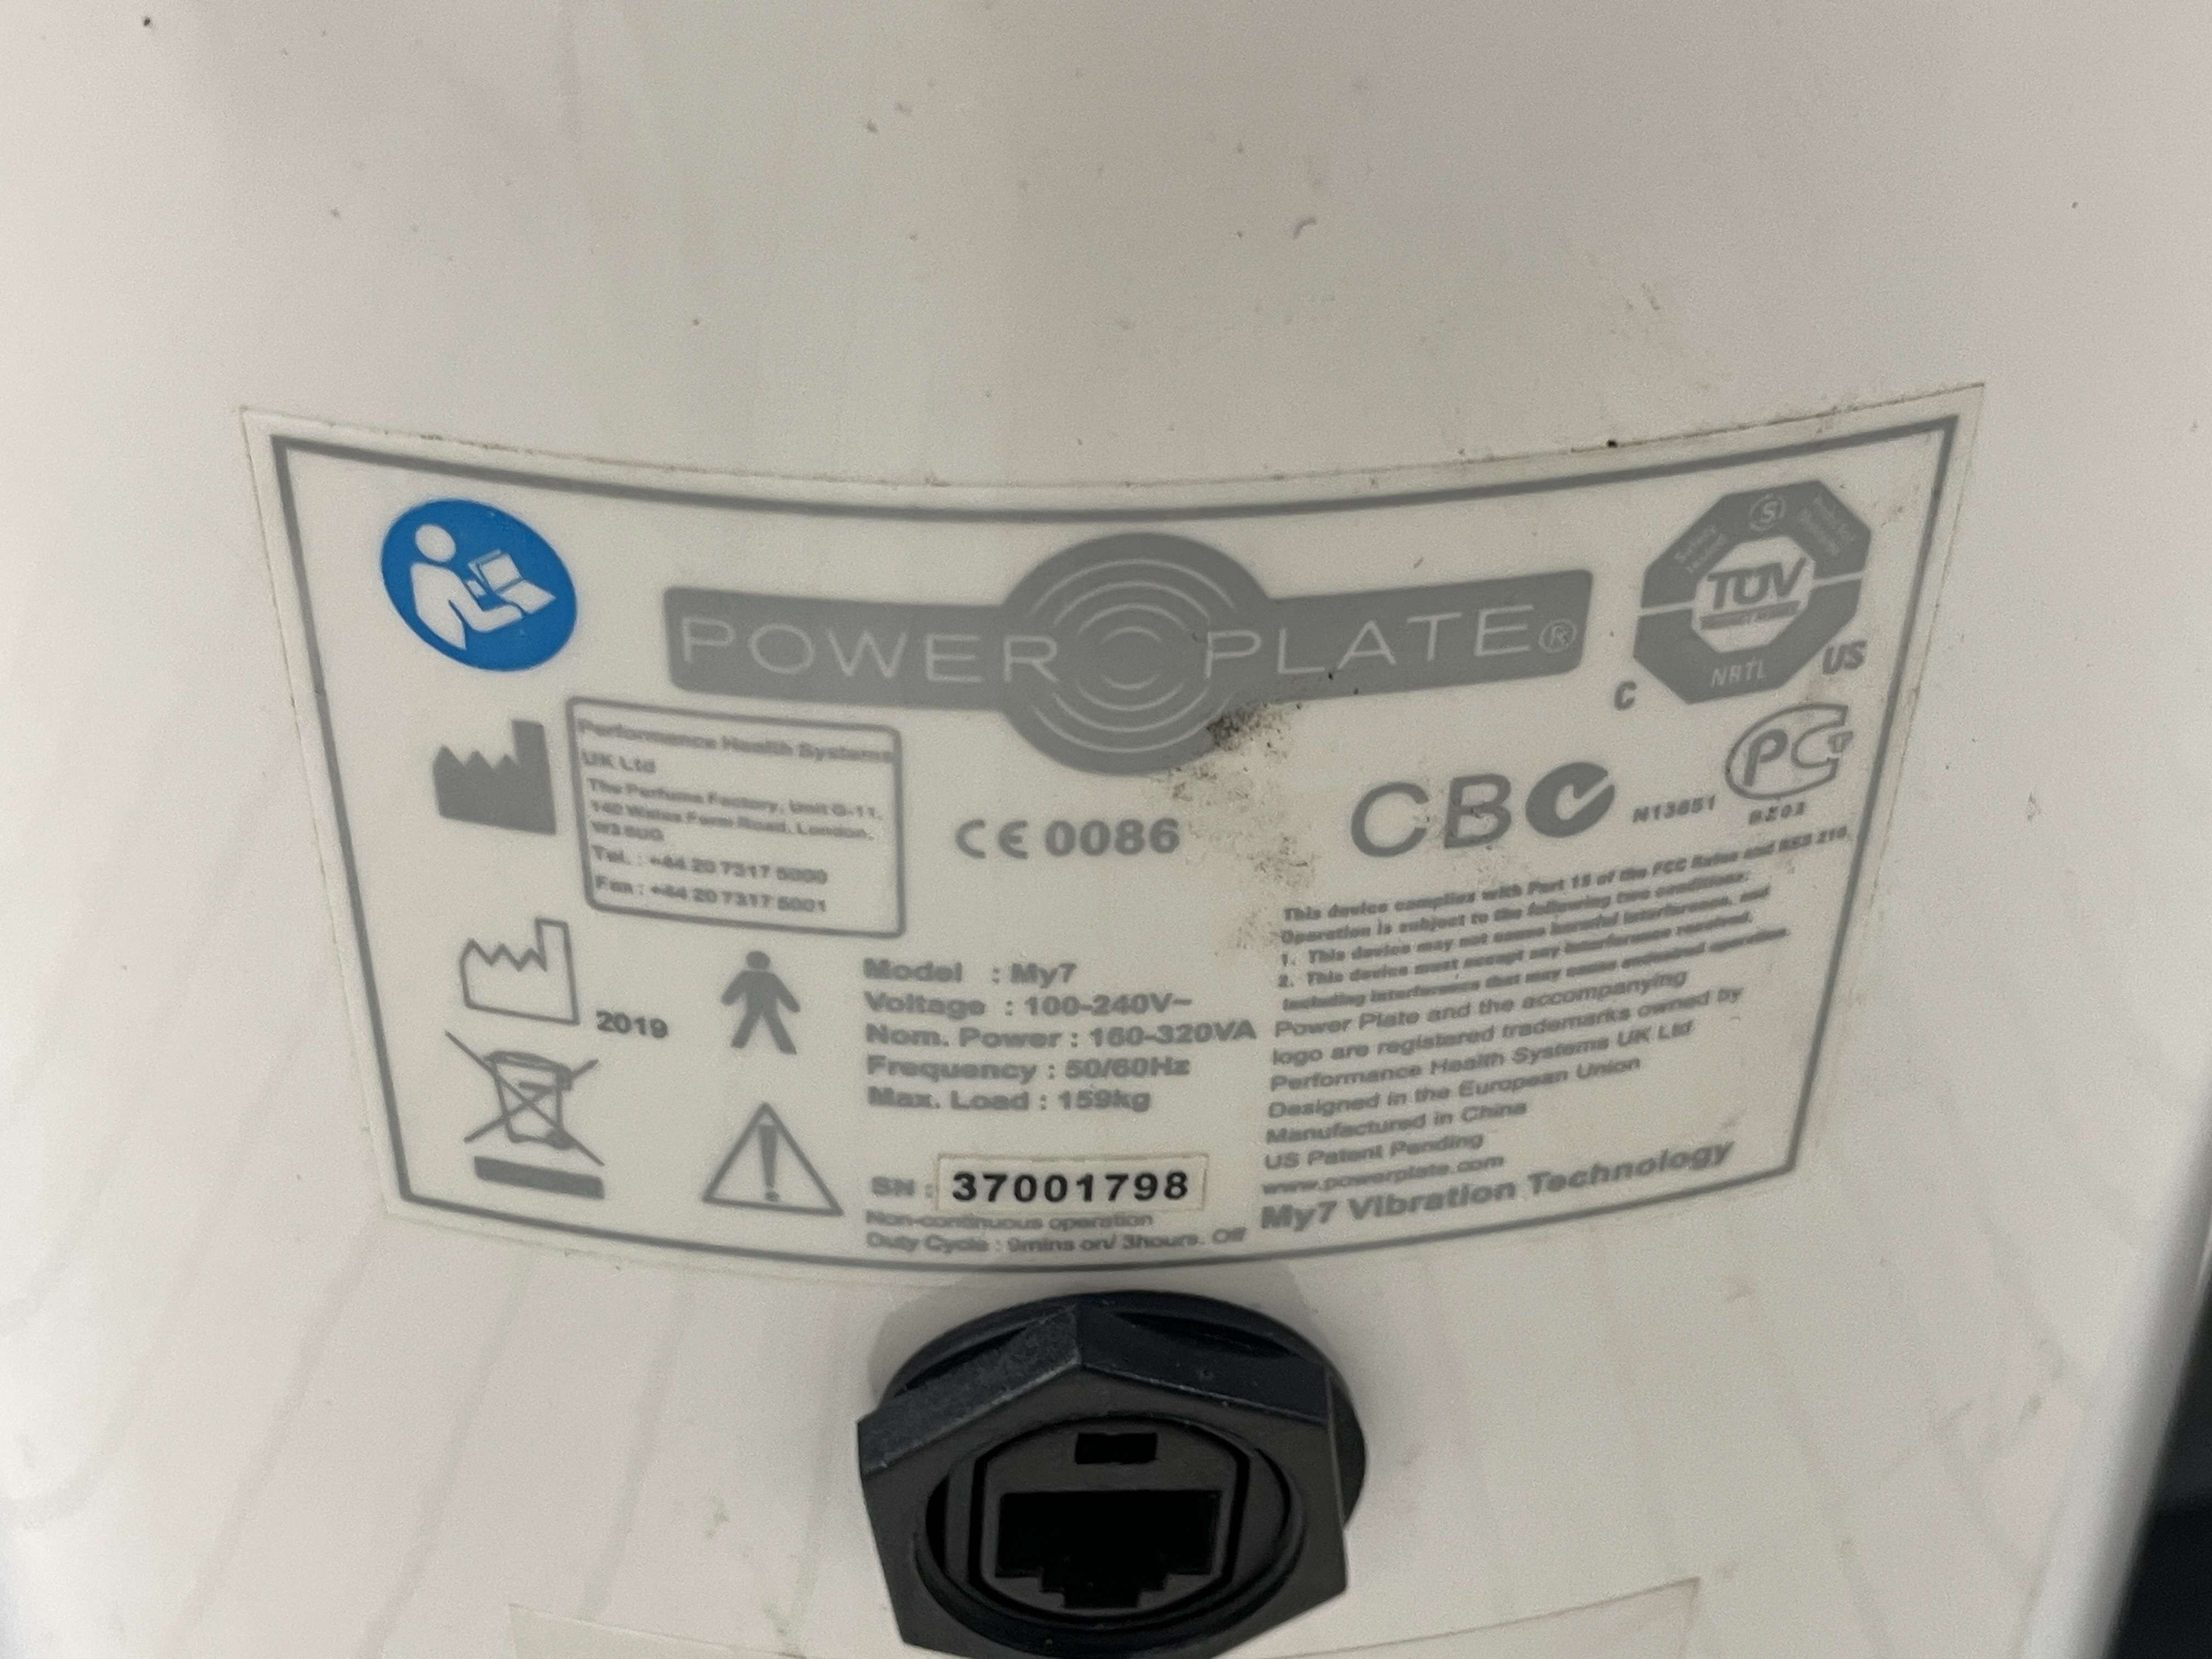 POWER PLATE®
TUV
NRTL
C
US
Performance Health Systems
UK Ltd
The Perfume Factory, Unit G-11,
140 Wales Farm Road, London,
W3 6UG
Tel. : +44 20 7317 5000
Fax : +44 20 7317 5001
CE 0086
CB
N13651
PC
BZ02
2019
Model : My7
Voltage : 100-240V~
Nom. Power : 160-320VA
Frequency : 50/60Hz
Max. Load : 159kg
SN : 37001798
Non-continuous operation
Duty Cycle : 9mins on/ 3hours. Off
This device complies with Part 15 of the FCC Rules and RSS 210.
Operation is subject to the following two conditions:
1. This device may not cause harmful interference, and
2. This device must accept any interference received,
including interference that may cause undesired operation.
Power Plate and the accompanying
logo are registered trademarks owned by
Performance Health Systems UK Ltd
Designed in the European Union
Manufactured in China
US Patent Pending
www.powerplate.com
My7 Vibration Technology